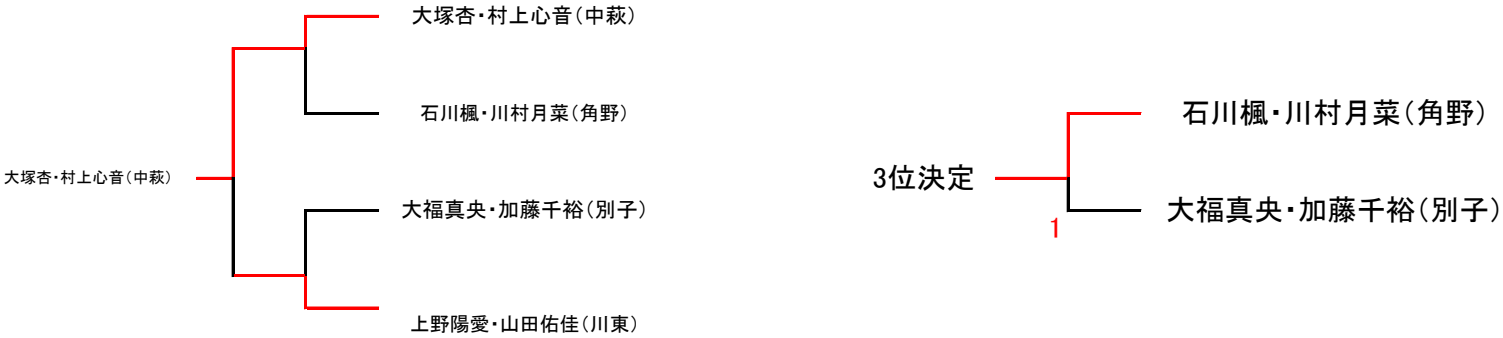 大塚杏・村上心音(中萩)
石川楓・川村月菜(角野)
大塚杏・村上心音(中萩)
大福真央・加藤千裕(別子)
上野陽愛・山田佑佳(川東)
石川楓・川村月菜(角野)
3位決定
大福真央・加藤千裕(別子)
1